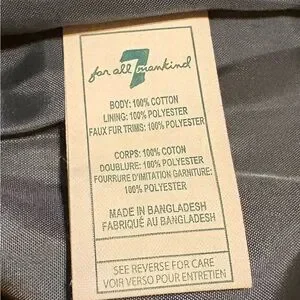 for all 7 mankind
BODY: 100% COTTON
LINING: 100% POLYESTER
FAUX FUR TRIMS: 100% POLYESTER
CORPS: 100% COTON
DOUBLURE: 100% POLYESTER
FOURRURE D'IMITATION GARNITURE:
100% POLYESTER
MADE IN BANGLADESH
FABRIQUÉ AU BANGLADESH
SEE REVERSE FOR CARE
VOIR VERSO POUR ENTRETIEN